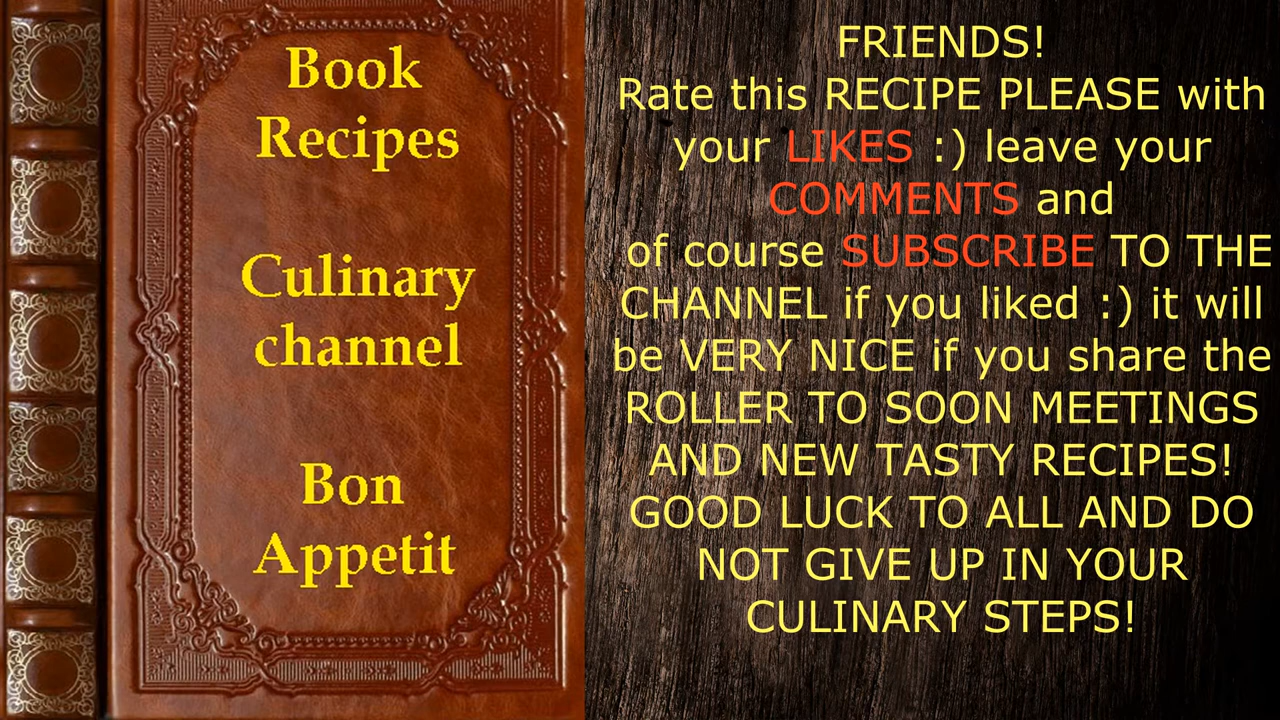 Book
Recipes
Culinary
channel
Bon
Appetit
FRIENDS!
Rate this RECIPE PLEASE with
your LIKES :) leave your
COMMENTS and
of course SUBSCRIBE TO THE
CHANNEL if you liked :) it will
be VERY NICE if you share the
ROLLER TO SOON MEETINGS
AND NEW TASTY RECIPES!
GOOD LUCK TO ALL AND DO
NOT GIVE UP IN YOUR
CULINARY STEPS!